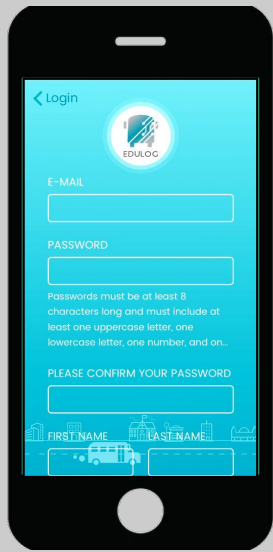 Login
EDULOG
E-MAIL
PASSWORD
Passwords must be at least 8
characters long and must include at
least one uppercase letter, one
lowercase letter, one number, and on...
PLEASE CONFIRM YOUR PASSWORD
FIRST NAME LAST NAME